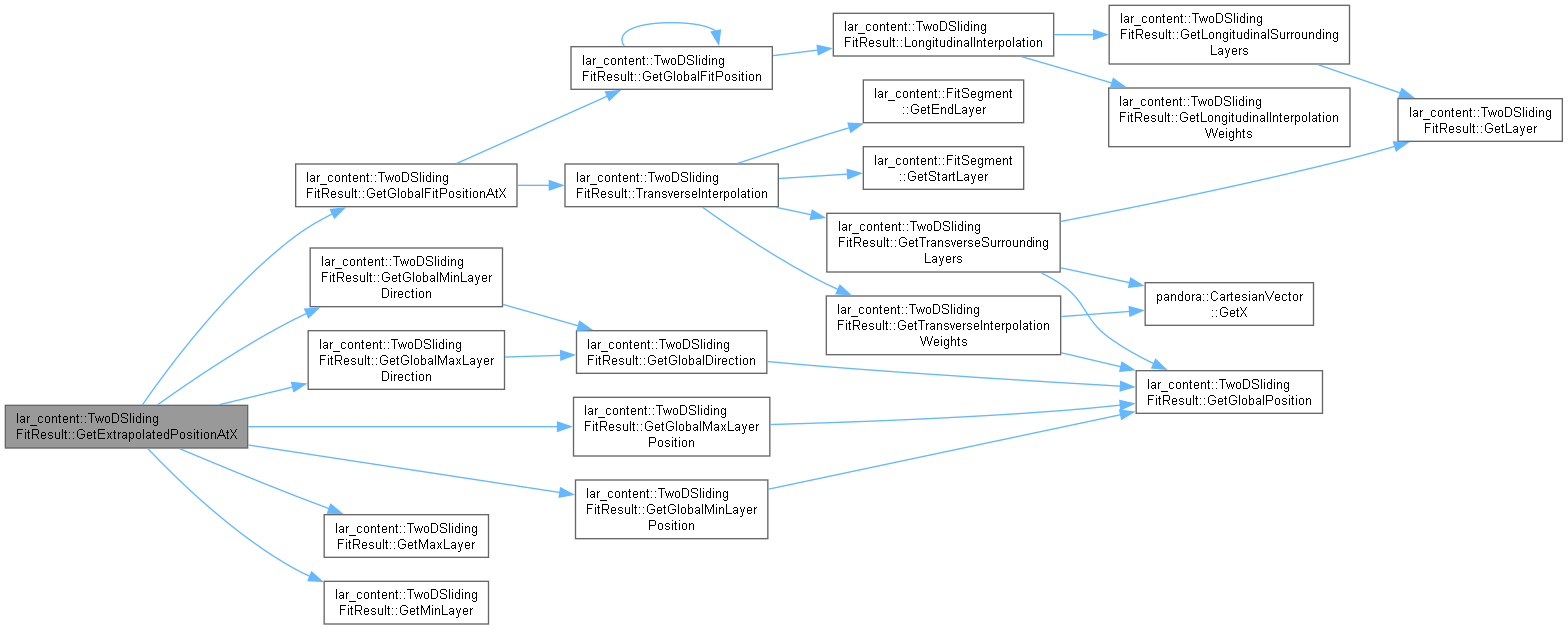 lar_content::TwoDSliding
FitResult::GetExtrapolatedPositionAtX
lar_content::TwoDSliding
FitResult::GetGlobalFitPositionAtX
lar_content::TwoDSliding
FitResult::GetGlobalMinLayer
Direction
lar_content::TwoDSliding
FitResult::GetGlobalMaxLayer
Direction
lar_content::TwoDSliding
FitResult::GetMaxLayer
lar_content::TwoDSliding
FitResult::GetMinLayer
lar_content::TwoDSliding
FitResult::GetGlobalFitPosition
lar_content::TwoDSliding
FitResult::TransverseInterpolation
lar_content::TwoDSliding
FitResult::GetGlobalDirection
lar_content::TwoDSliding
FitResult::GetGlobalMaxLayer
Position
lar_content::TwoDSliding
FitResult::GetGlobalMinLayer
Position
lar_content::TwoDSliding
FitResult::LongitudinalInterpolation
lar_content::FitSegment
::GetEndLayer
lar_content::FitSegment
::GetStartLayer
lar_content::TwoDSliding
FitResult::GetTransverseSurrounding
Layers
lar_content::TwoDSliding
FitResult::GetTransverseInterpolation
Weights
lar_content::TwoDSliding
FitResult::GetLongitudinalSurrounding
Layers
lar_content::TwoDSliding
FitResult::GetLongitudinalInterpolation
Weights
pandora::CartesianVector
::GetX
lar_content::TwoDSliding
FitResult::GetGlobalPosition
lar_content::TwoDSliding
FitResult::GetLayer